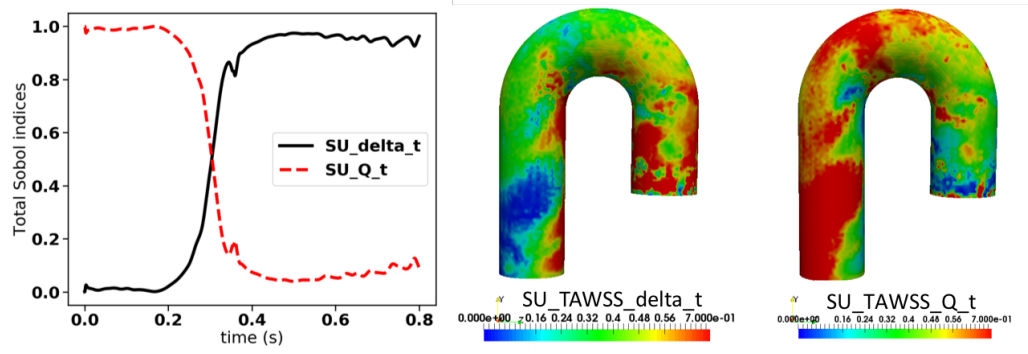 Total Sobol indices
1.0
0.8
0.6
0.4
0.2
0.0
SU_delta_t
SU_Q_t
0.0 0.2 0.4 0.6 0.8
time (s)
Y
SU_TAWSS_delta_t
0.000e+00 z 0.16 0.24 0.32 0.4 0.48 0.56 7.000e-01
Y
SU_TAWSS_Q_t
0.000e+00 0.16 0.24 0.32 0.4 0.48 0.56 7.000e-01